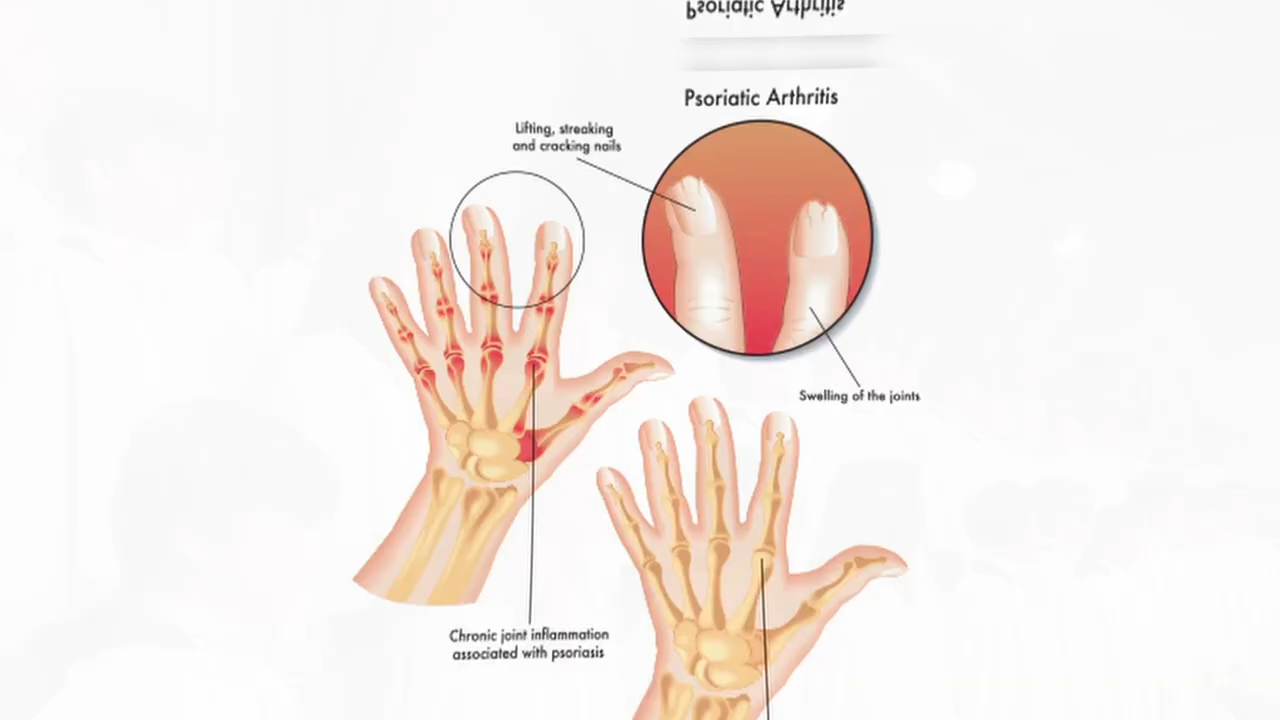 Psoriatic Arthritis
Psoriatic Arthritis
Lifting, streaking
and cracking nails
Swelling of the joints
Chronic joint inflammation
associated with psoriasis